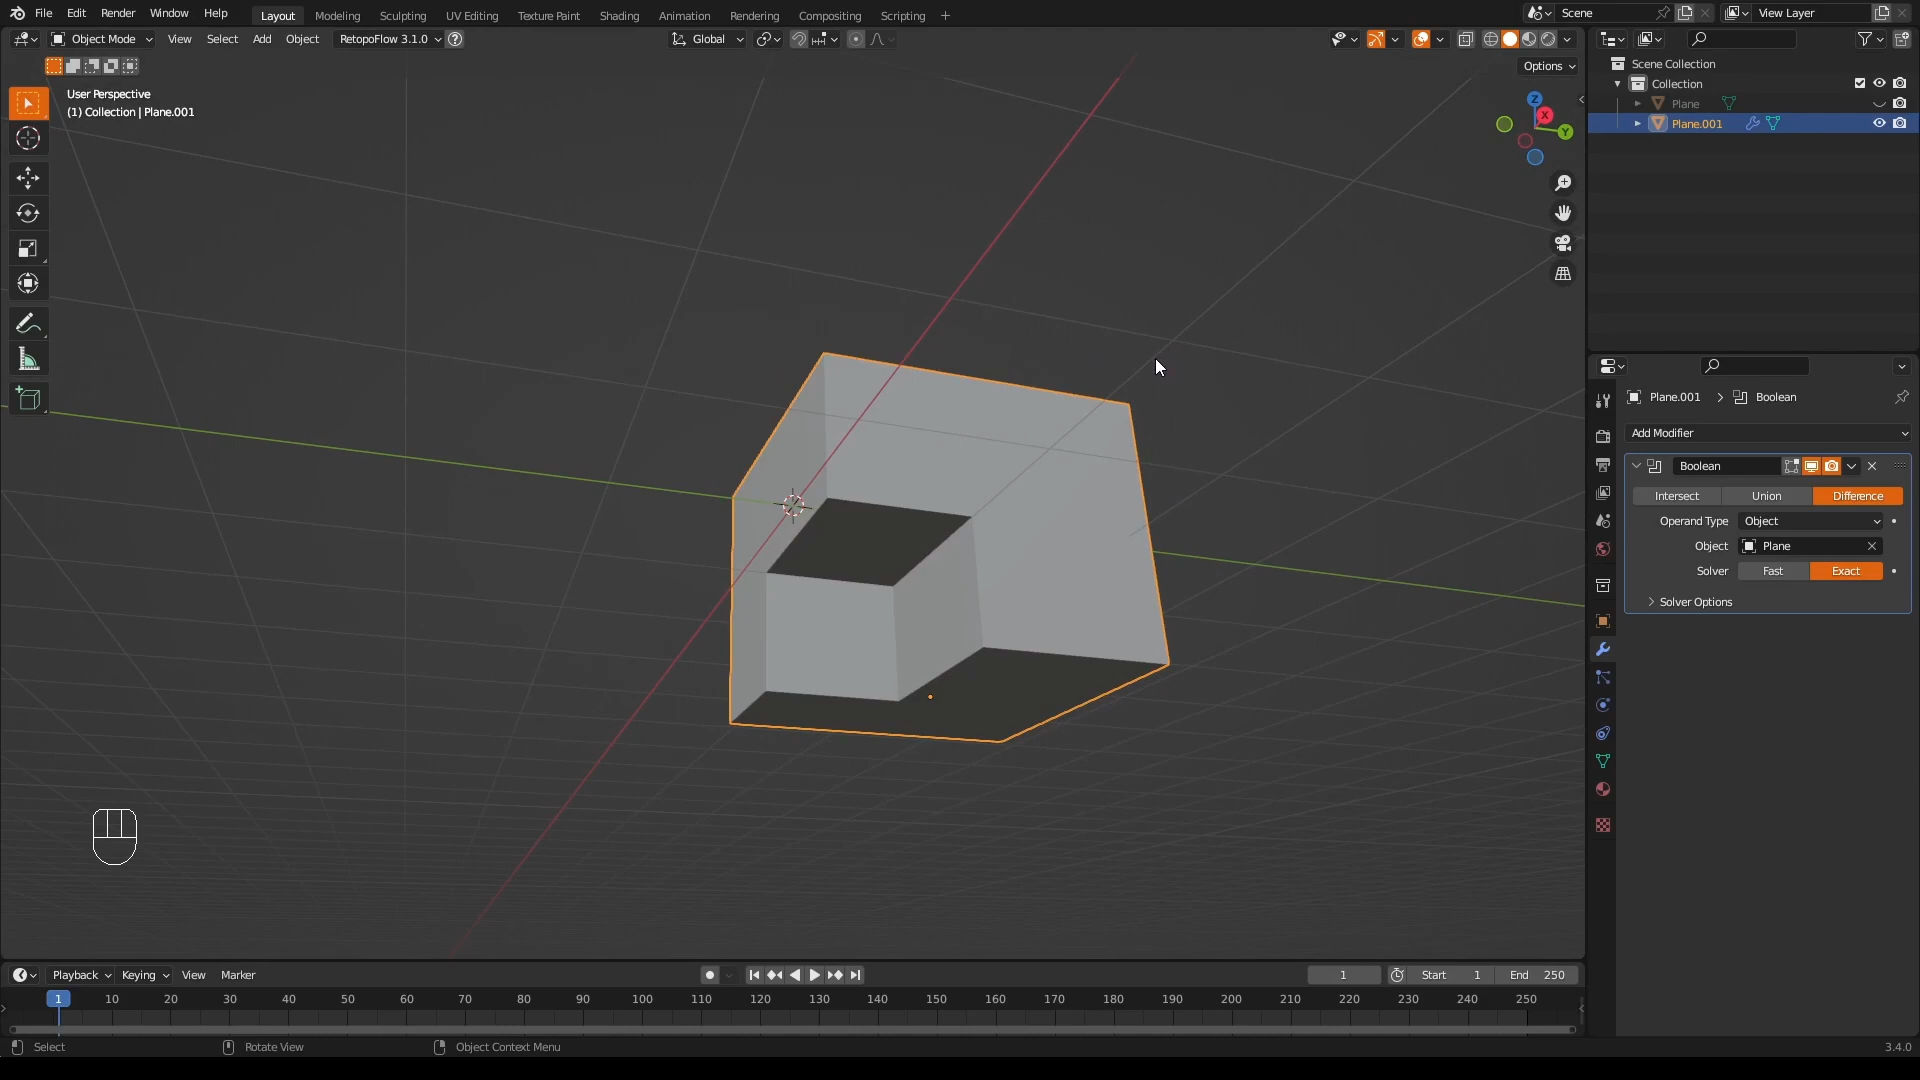 File Edit Render Window Help Layout Modeling Sculpting UV Editing Texture Paint Shading Animation Rendering Compositing Scripting + Scene View Layer
Object Mode View Select Add Object RetopoFlow 3.1.0 Global
Options
User Perspective
(1) Collection | Plane.001
Z
X
Y
Scene Collection
Collection
Plane
Plane.001
Plane.001 > Boolean
Add Modifier
Boolean
Intersect Union Difference
Operand Type Object
Object Plane
Solver Fast Exact
Solver Options
Playback Keying View Marker 1 Start 1 End 250
1 10 20 30 40 50 60 70 80 90 100 110 120 130 140 150 160 170 180 190 200 210 220 230 240 250
Select Rotate View Object Context Menu 3.4.0